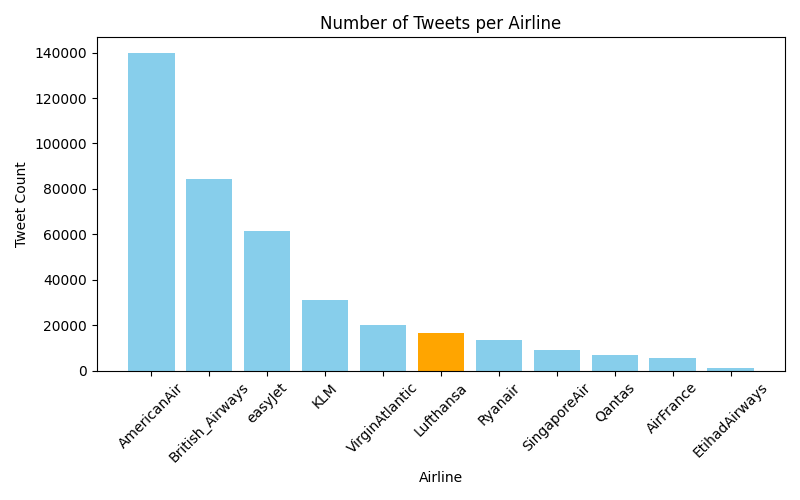 Number of Tweets per Airline
Tweet Count
140000
120000
100000
80000
60000
40000
20000
0
AmericanAir
British_Airways
easyJet
KLM
VirginAtlantic
Lufthansa
Ryanair
SingaporeAir
Qantas
AirFrance
EtihadAirways
Airline